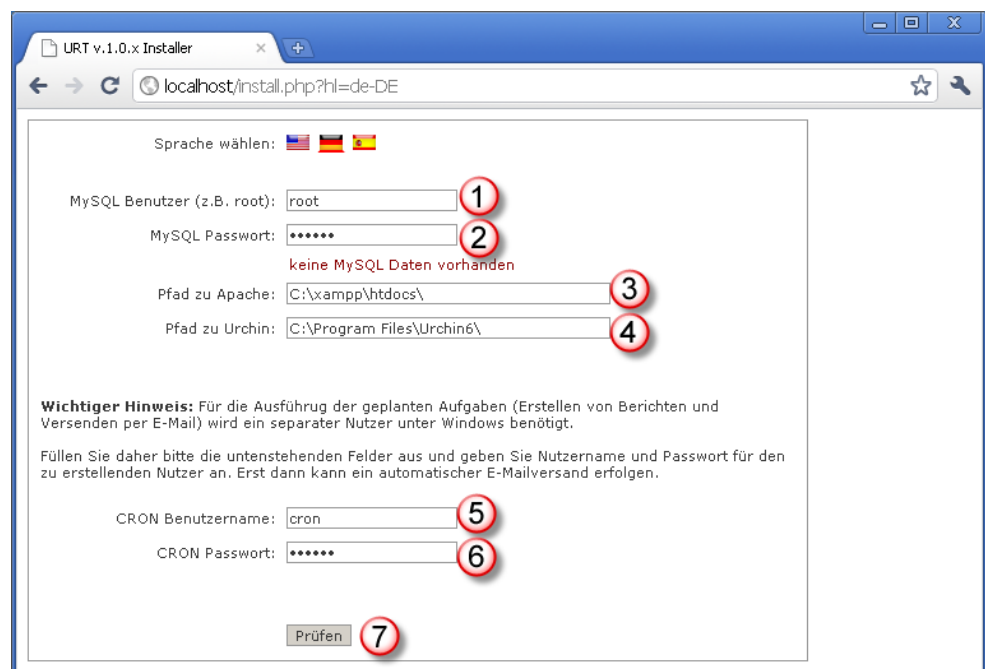 URT v.1.0.x Installer
localhost/install.php?hl=de-DE
Sprache wählen:
MySQL Benutzer (z.B. root): root 1
MySQL Passwort: •••••• 2
keine MySQL Daten vorhanden
Pfad zu Apache: C:\xampp\htdocs\ 3
Pfad zu Urchin: C:\Program Files\Urchin6\ 4
Wichtiger Hinweis: Für die Ausführug der geplanten Aufgaben (Erstellen von Berichten und
Versenden per E-Mail) wird ein separater Nutzer unter Windows benötigt.
Füllen Sie daher bitte die untenstehenden Felder aus und geben Sie Nutzername und Passwort für den
zu erstellenden Nutzer an. Erst dann kann ein automatischer E-Mailversand erfolgen.
CRON Benutzername: cron 5
CRON Passwort: •••••• 6
Prüfen 7